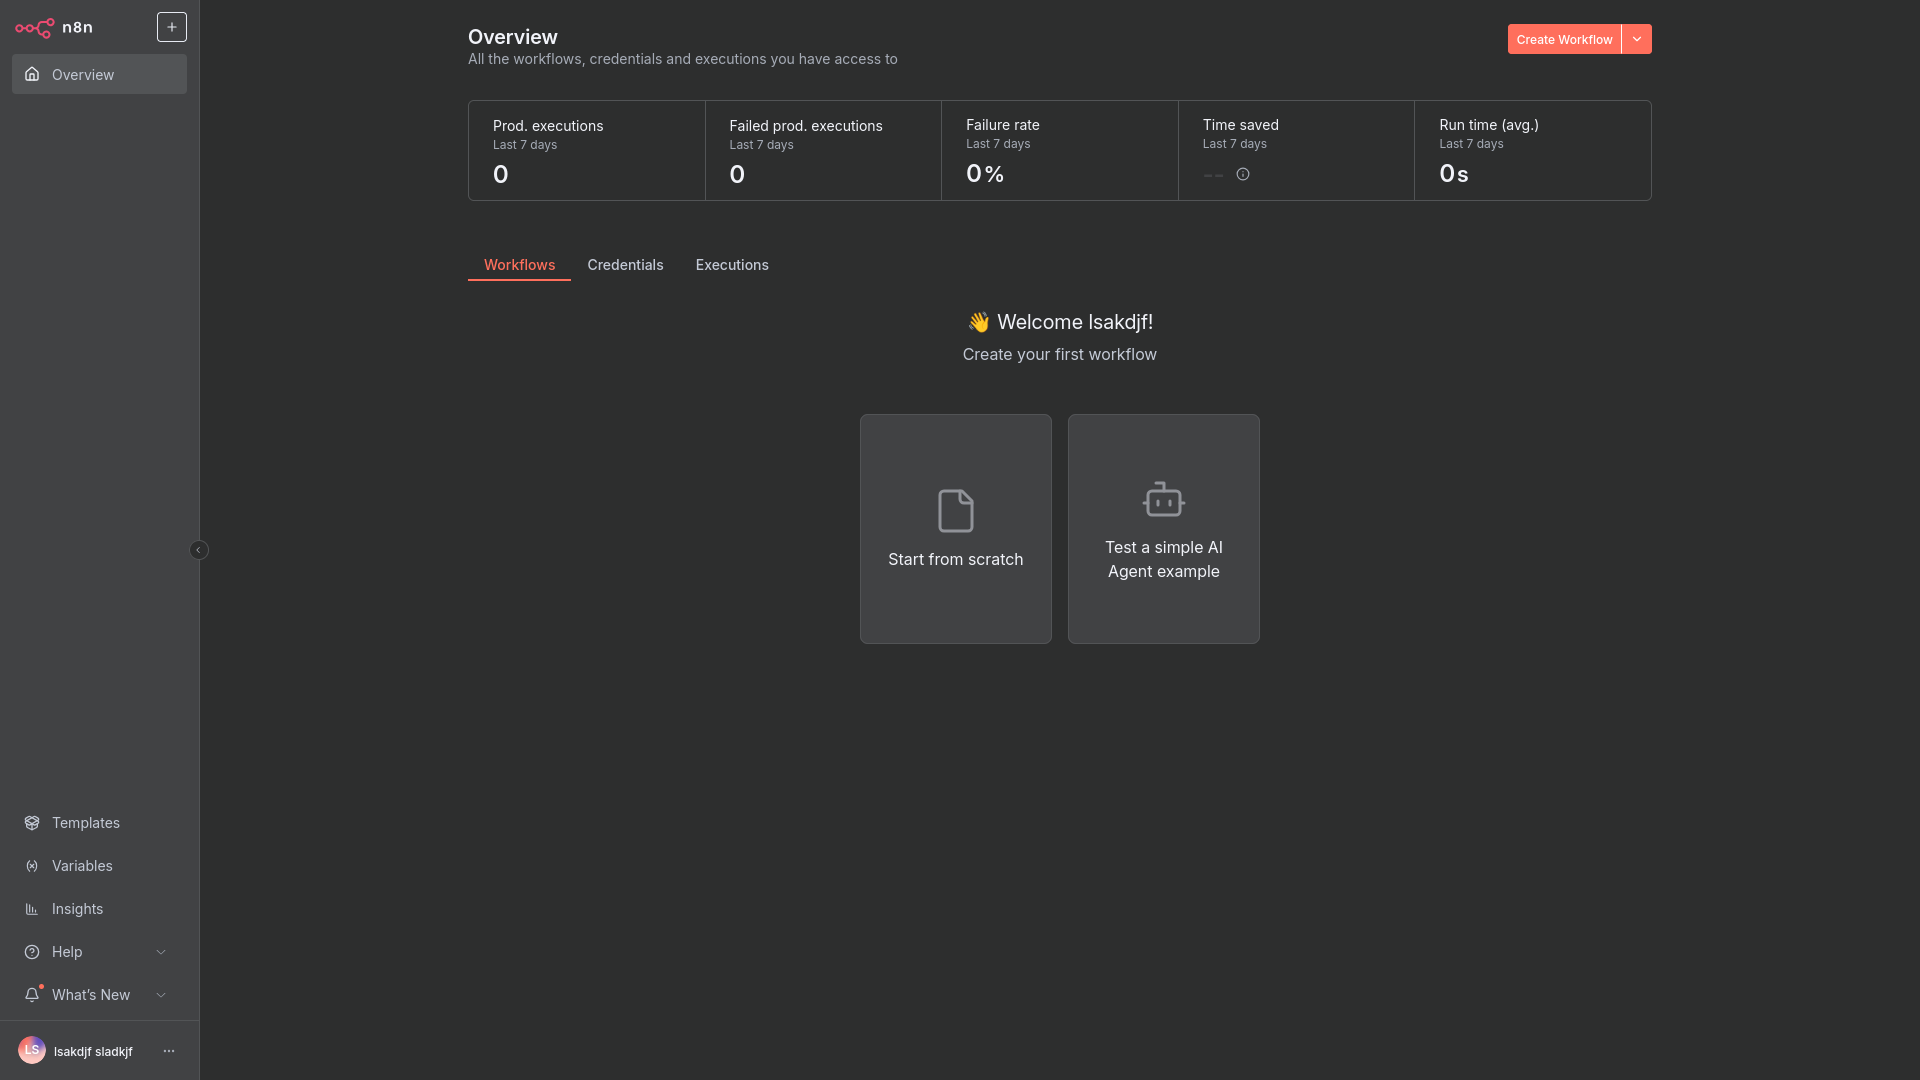 n8n
Overview
Overview
All the workflows, credentials and executions you have access to
Create Workflow
Prod. executions
Last 7 days
0
Failed prod. executions
Last 7 days
0
Failure rate
Last 7 days
0%
Time saved
Last 7 days
--
Run time (avg.)
Last 7 days
0s
Workflows
Credentials
Executions
👋 Welcome lsakdjf!
Create your first workflow
Start from scratch
Test a simple AI
Agent example
Templates
Variables
Insights
Help
What's New
LS
lsakdjf sladkjf